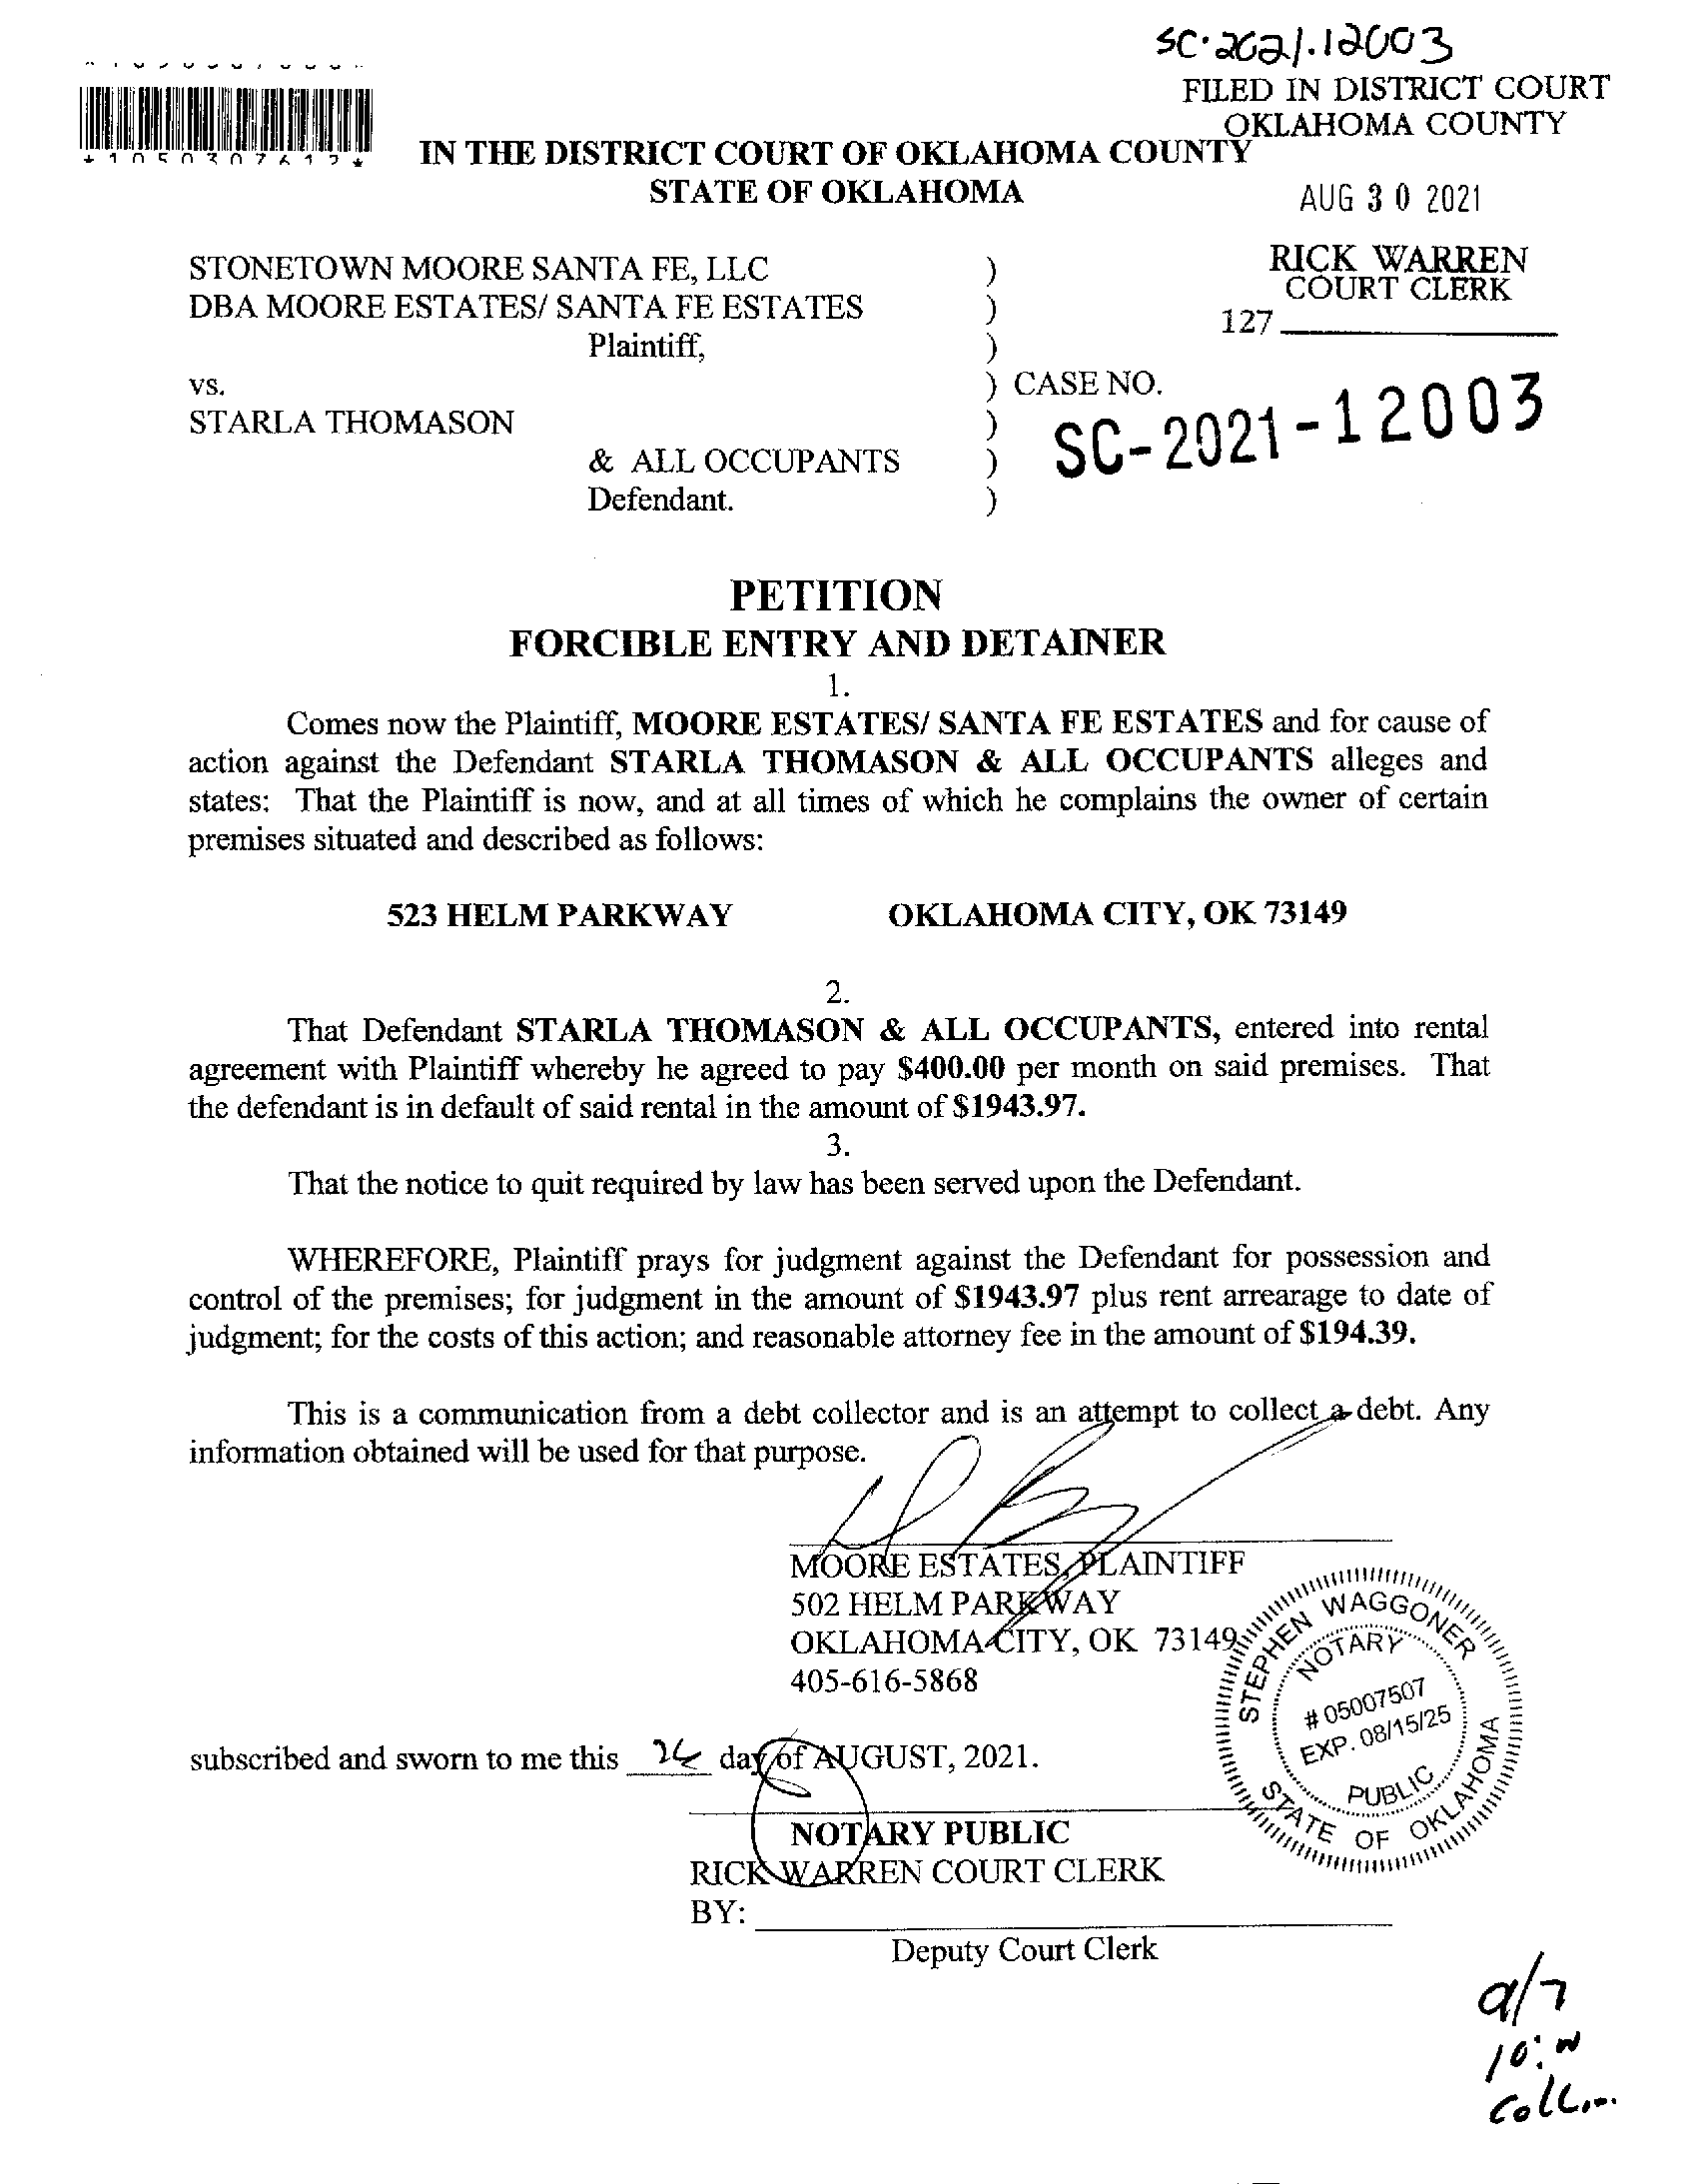 SC-2021-12003
FILED IN DISTRICT COURT
OKLAHOMA COUNTY
IN THE DISTRICT COURT OF OKLAHOMA COUNTY
STATE OF OKLAHOMA
AUG 30 2021
RICK WARREN
COURT CLERK
127
STONETOWN MOORE SANTA FE, LLC )
DBA MOORE ESTATES/ SANTA FE ESTATES )
Plaintiff, )
vs. ) CASE NO.
STARLA THOMASON )
SC-2021-12003
& ALL OCCUPANTS )
Defendant. )
PETITION
FORCIBLE ENTRY AND DETAINER
1.
Comes now the Plaintiff, MOORE ESTATES/ SANTA FE ESTATES and for cause of
action against the Defendant STARLA THOMASON & ALL OCCUPANTS alleges and
states: That the Plaintiff is now, and at all times of which he complains the owner of certain
premises situated and described as follows:
523 HELM PARKWAY OKLAHOMA CITY, OK 73149
2.
That Defendant STARLA THOMASON & ALL OCCUPANTS, entered into rental
agreement with Plaintiff whereby he agreed to pay $400.00 per month on said premises. That
the defendant is in default of said rental in the amount of $1943.97.
3.
That the notice to quit required by law has been served upon the Defendant.
WHEREFORE, Plaintiff prays for judgment against the Defendant for possession and
control of the premises; for judgment in the amount of $1943.97 plus rent arrearage to date of
judgment; for the costs of this action; and reasonable attorney fee in the amount of $194.39.
This is a communication from a debt collector and is an attempt to collect a debt. Any
information obtained will be used for that purpose.
MOORE ESTATES, PLAINTIFF
502 HELM PARKWAY
OKLAHOMA CITY, OK 73149
405-616-5868
STEPHEN WAGGONER
NOTARY
# 05007507
EXP. 08/15/25
PUBLIC
STATE OF OKLAHOMA
subscribed and sworn to me this day of AUGUST, 2021.
NOTARY PUBLIC
RICK WARREN COURT CLERK
BY:
Deputy Court Clerk
9/7